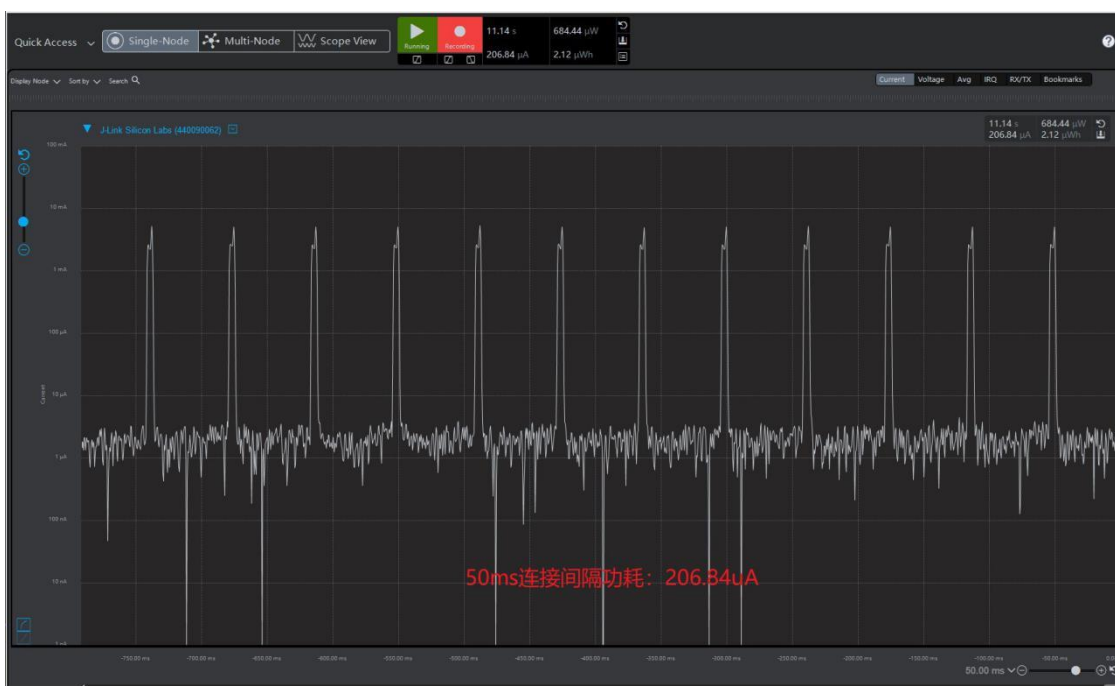 11.14 s
684.44 µW
Quick Access
Single-Node
Multi-Node
Scope View
Running
Recording
206.84 µA
2.12 µWh
Display Node
Sort by
Search
Current
Voltage
Avg
IRQ
RX/TX
Bookmarks
J-Link Silicon Labs (440090062)
11.14 s
684.44 µW
206.84 µA
2.12 µWh
100 mA
10 mA
1 mA
100 µA
10 µA
Current
1 µA
100 nA
10 nA
50ms连接间隔功耗：206.84uA
-750.00 ms
-700.00 ms
-650.00 ms
-600.00 ms
-550.00 ms
-500.00 ms
-450.00 ms
-400.00 ms
-350.00 ms
-300.00 ms
-250.00 ms
-200.00 ms
-150.00 ms
-100.00 ms
-50.00 ms
50.00 ms